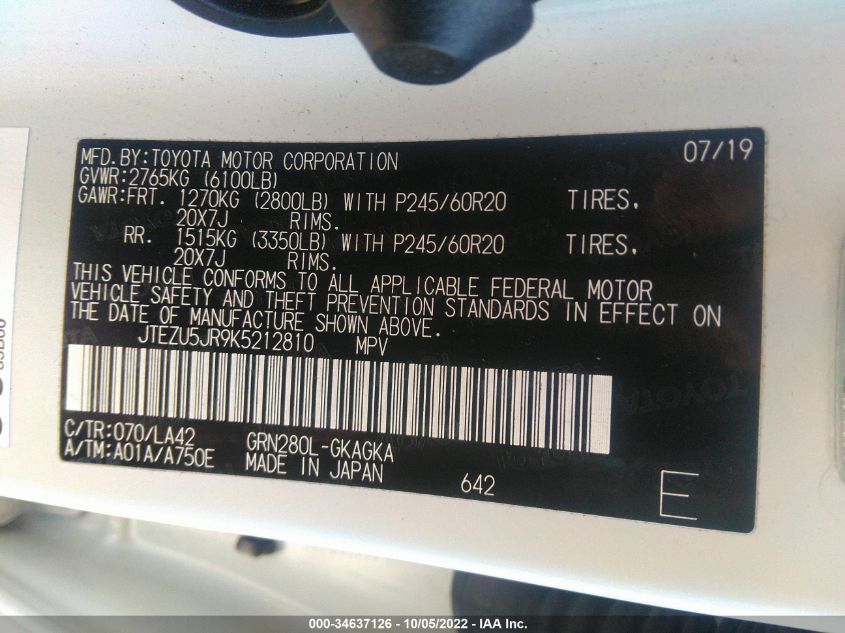 MFD.BY:TOYOTA MOTOR CORPORATION 07/19
GVWR:2765KG (6100LB)
GAWR:FRT. 1270KG (2800LB) WITH P245/60R20 TIRES,
20X7J RIMS.
RR. 1515KG (3350LB) WITH P245/60R20 TIRES,
20X7J RIMS.
THIS VEHICLE CONFORMS TO ALL APPLICABLE FEDERAL MOTOR
VEHICLE SAFETY AND THEFT PREVENTION STANDARDS IN EFFECT ON
THE DATE OF MANUFACTURE SHOWN ABOVE.
JTEZU5JR9K5212810 MPV
C/TR:070/LA42 GRN280L-GKAGKA
A/TM:A01A/A750E MADE IN JAPAN
642 E
000-34637126 - 10/05/2022 - IAA Inc.